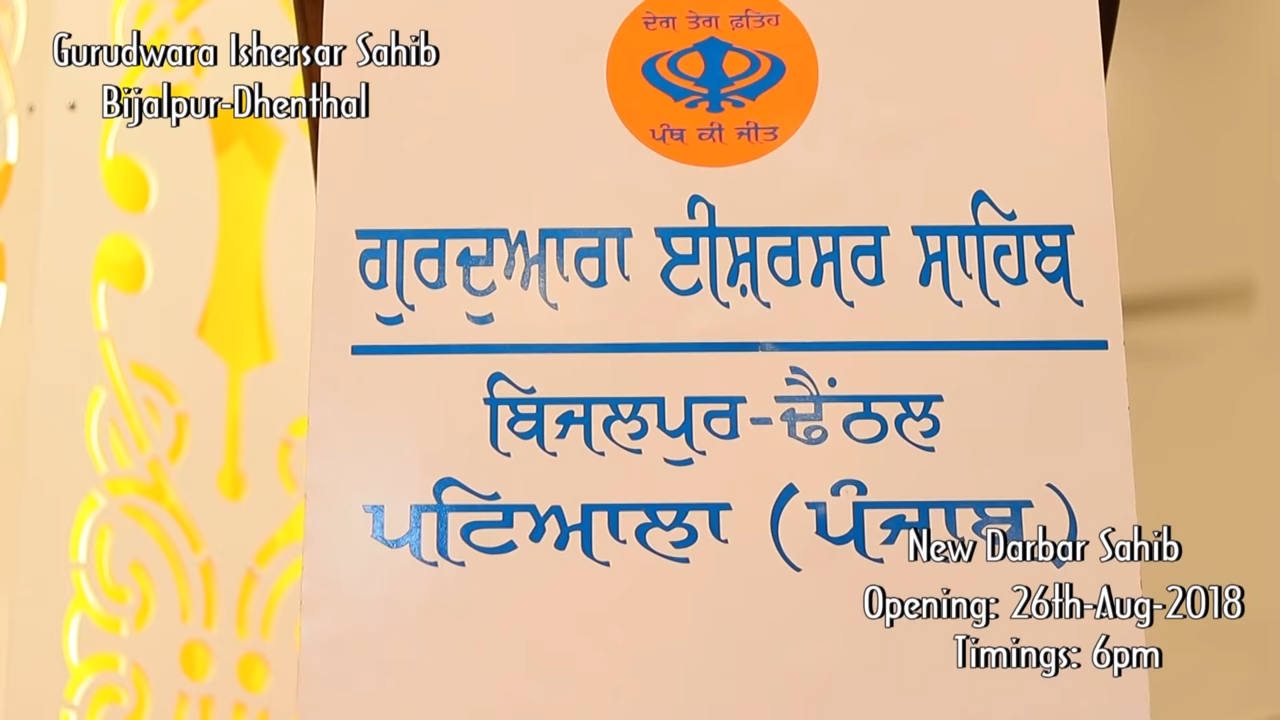 Gurudwara Ishersar Sahib
Bijalpur-Dhenthal
ਦੇਗ ਤੇਗ ਫ਼ਤਿਹ
ਪੰਥ ਕੀ ਜੀਤ
ਗੁਰਦੁਆਰਾ ਈਸ਼ਰਸਰ ਸਾਹਿਬ
ਬਿਜਲਪੁਰ-ਢੈਂਠਲ
ਪਟਿਆਲਾ (ਪੰਜਾਬ)
New Darbar Sahib
Opening: 26th-Aug-2018
Timings: 6pm